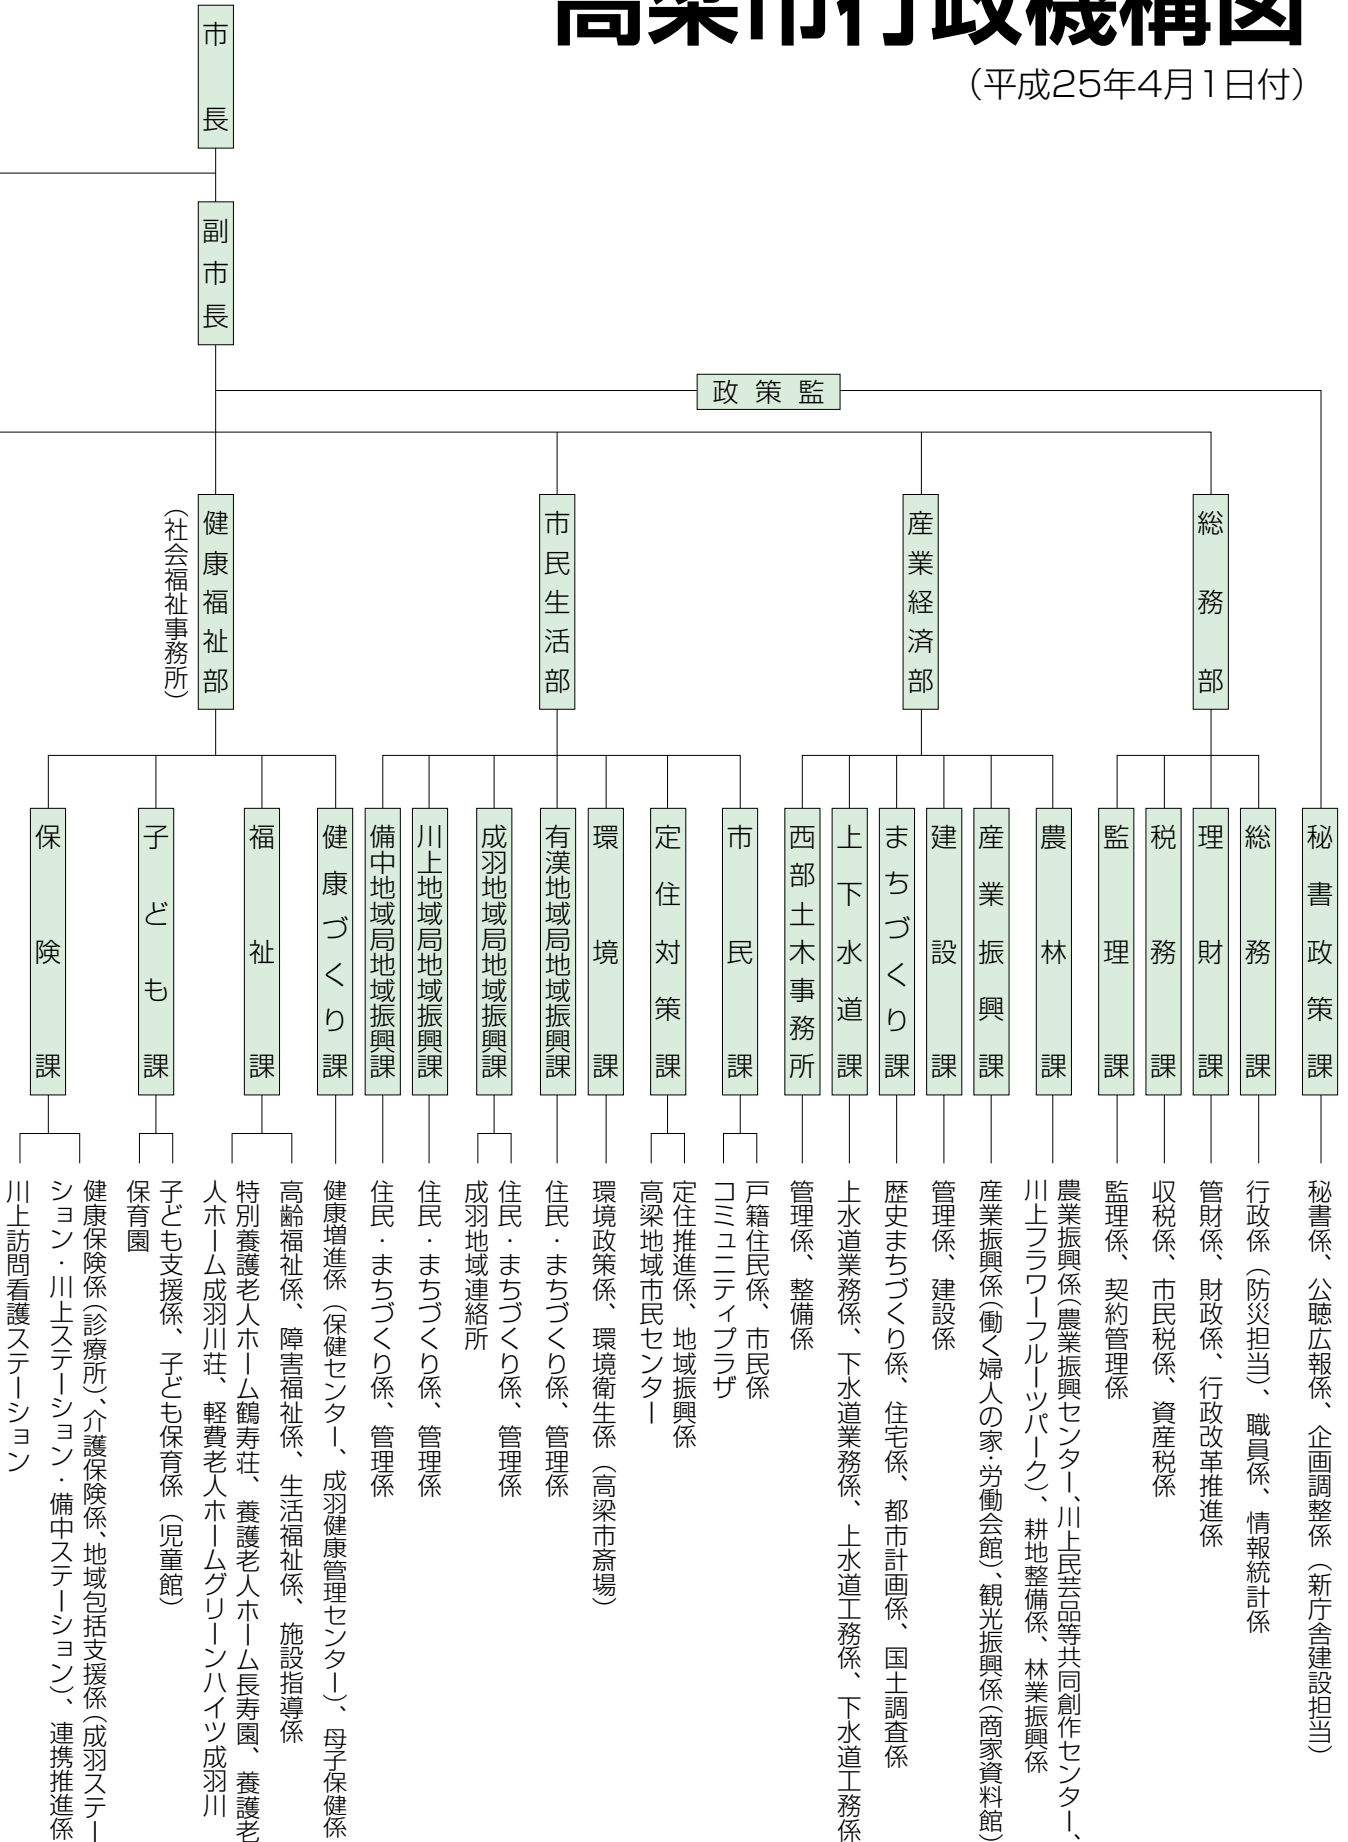 高梁市行政機構図
（平成25年4月1日付）
市長
副市長
政策監
総務部
産業経済部
市民生活部
健康福祉部
（社会福祉事務所）
秘書政策課
総務課
理財課
税務課
監理課
農林課
産業振興課
建設課
まちづくり課
上下水道課
西部土木事務所
市民課
定住対策課
環境課
有漢地域局地域振興課
成羽地域局地域振興課
川上地域局地域振興課
備中地域局地域振興課
健康づくり課
福祉課
子ども課
保険課
秘書係、公聴広報係、企画調整係（新庁舎建設担当）
行政係（防災担当）、職員係、情報統計係
管財係、財政係、行政改革推進係
収税係、市民税係、資産税係
監理係、契約管理係
農業振興係（農業振興センター、川上民芸品等共同創作センター、
川上フラワーフルーツパーク）、耕地整備係、林業振興係
産業振興係（働く婦人の家・労働会館）、観光振興係（商家資料館）
管理係、建設係
歴史まちづくり係、住宅係、都市計画係、国土調査係
上水道業務係、下水道業務係、上水道工務係、下水道工務係
管理係、整備係
戸籍住民係、市民係
コミュニティプラザ
定住推進係、地域振興係
高梁地域市民センター
環境政策係、環境衛生係（高梁市斎場）
住民・まちづくり係、管理係
住民・まちづくり係、管理係
成羽地域連絡所
住民・まちづくり係、管理係
住民・まちづくり係、管理係
健康増進係（保健センター、成羽健康管理センター）、母子保健係
高齢福祉係、障害福祉係、生活福祉係、施設指導係
特別養護老人ホーム鶴寿荘、養護老人ホーム長寿園、養護老
人ホーム成羽川荘、軽費老人ホームグリーンハイツ成羽川
子ども支援係、子ども保育係（児童館）
保育園
健康保険係（診療所）、介護保険係、地域包括支援係（成羽ステー
ション・川上ステーション・備中ステーション）、連携推進係
川上訪問看護ステーション